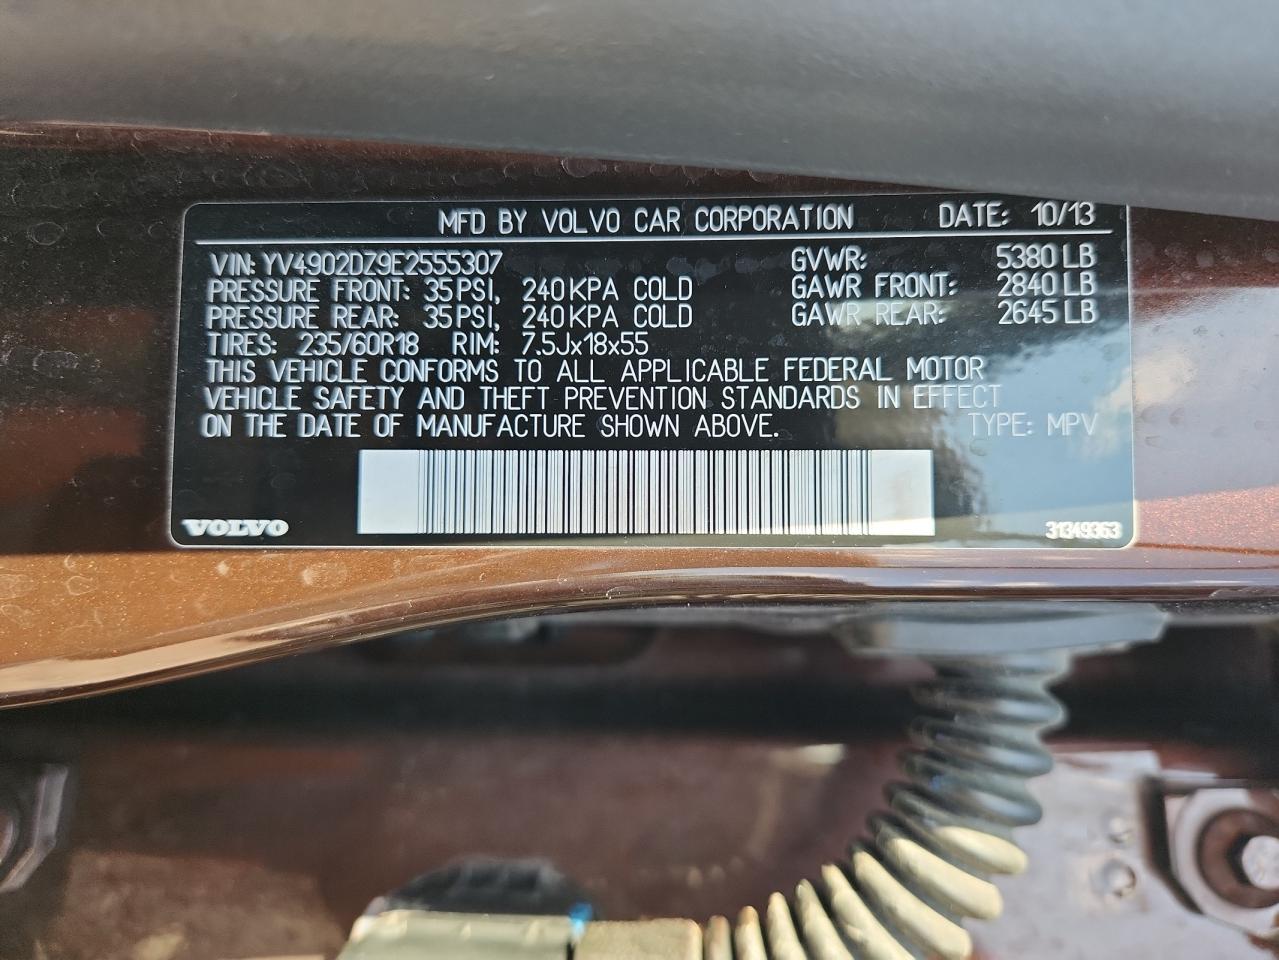 MFD BY VOLVO CAR CORPORATION DATE: 10/13
VIN: YV4902DZ9E2555307 GVWR: 5380 LB
PRESSURE FRONT: 35 PSI, 240 KPA COLD GAWR FRONT: 2840 LB
PRESSURE REAR: 35 PSI, 240 KPA COLD GAWR REAR: 2645 LB
TIRES: 235/60R18 RIM: 7.5Jx18x55
THIS VEHICLE CONFORMS TO ALL APPLICABLE FEDERAL MOTOR
VEHICLE SAFETY AND THEFT PREVENTION STANDARDS IN EFFECT
ON THE DATE OF MANUFACTURE SHOWN ABOVE. TYPE: MPV
VOLVO 31349363